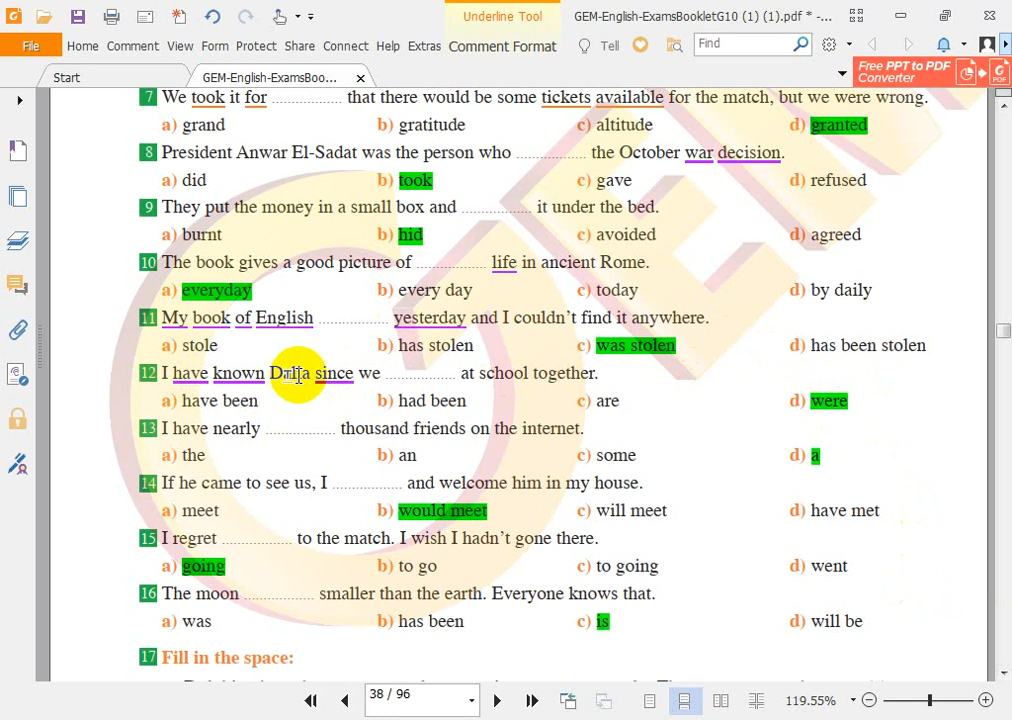 Underline Tool
GEM-English-ExamsBookletG10 (1) (1).pdf * -...
File Home Comment View Form Protect Share Connect Help Extras Comment Format Tell Find
Free PPT to PDF
Converter
Start GEM-English-ExamsBoo...
PDF
7 We took it for ............... that there would be some tickets available for the match, but we were wrong.
a) grand b) gratitude c) altitude d) granted
8 President Anwar El-Sadat was the person who ............... the October war decision.
a) did b) took c) gave d) refused
9 They put the money in a small box and ............... it under the bed.
a) burnt b) hid c) avoided d) agreed
10 The book gives a good picture of ............... life in ancient Rome.
a) everyday b) every day c) today d) by daily
11 My book of English ............... yesterday and I couldn't find it anywhere.
a) stole b) has stolen c) was stolen d) has been stolen
12 I have known Dalia since we ............... at school together.
a) have been b) had been c) are d) were
13 I have nearly ............... thousand friends on the internet.
a) the b) an c) some d) a
14 If he came to see us, I ............... and welcome him in my house.
a) meet b) would meet c) will meet d) have met
15 I regret ............... to the match. I wish I hadn't gone there.
a) going b) to go c) to going d) went
16 The moon ............... smaller than the earth. Everyone knows that.
a) was b) has been c) is d) will be
17 Fill in the space:
38 / 96 119.55%